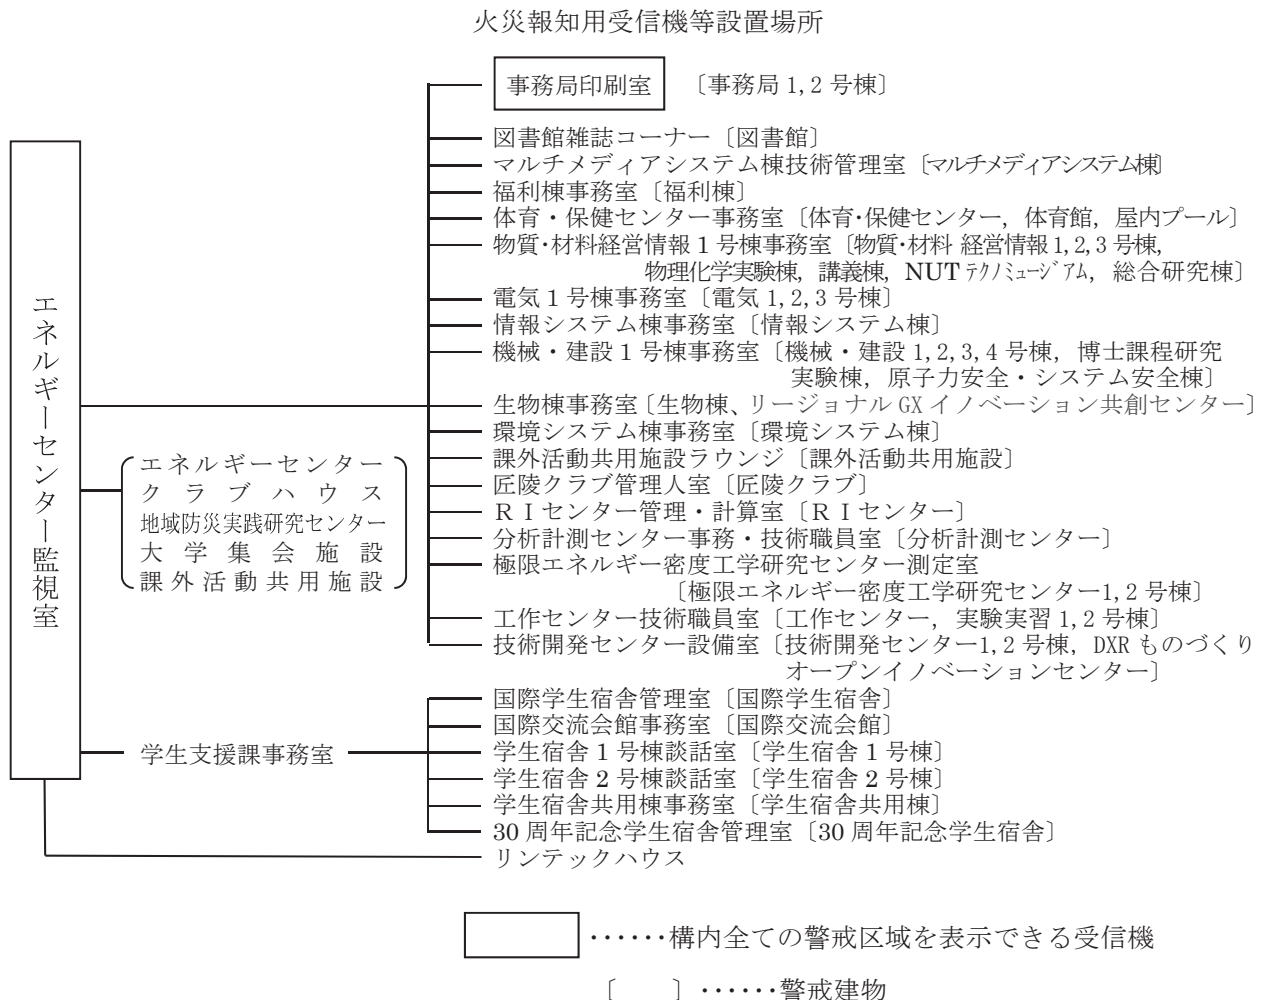 火災報知用受信機等設置場所
事務局印刷室 〔事務局 1,2 号棟〕
図書館雑誌コーナー〔図書館〕
マルチメディアシステム棟技術管理室〔マルチメディアシステム棟〕
福利棟事務室〔福利棟〕
体育・保健センター事務室〔体育・保健センター，体育館，屋内プール〕
物質・材料経営情報 1 号棟事務室〔物質・材料 経営情報 1,2,3 号棟，
物理化学実験棟，講義棟，NUT テクノミュージアム，総合研究棟〕
電気 1 号棟事務室〔電気 1,2,3 号棟〕
情報システム棟事務室〔情報システム棟〕
機械・建設 1 号棟事務室〔機械・建設 1,2,3,4 号棟，博士課程研究
実験棟，原子力安全・システム安全棟〕
生物棟事務室〔生物棟、リージョナル GX イノベーション共創センター〕
環境システム棟事務室〔環境システム棟〕
課外活動共用施設ラウンジ〔課外活動共用施設〕
匠陵クラブ管理人室〔匠陵クラブ〕
ＲＩセンター管理・計算室〔ＲＩセンター〕
分析計測センター事務・技術職員室〔分析計測センター〕
極限エネルギー密度工学研究センター測定室
〔極限エネルギー密度工学研究センター1,2 号棟〕
工作センター技術職員室〔工作センター，実験実習 1,2 号棟〕
技術開発センター設備室〔技術開発センター1,2 号棟，DXR ものづくり
オープンイノベーションセンター〕
エネルギーセンター監視室
エネルギーセンター
クラブハウス
地域防災実践研究センター
大学集会施設
課外活動共用施設
学生支援課事務室
国際学生宿舎管理室〔国際学生宿舎〕
国際交流会館事務室〔国際交流会館〕
学生宿舎 1 号棟談話室〔学生宿舎 1 号棟〕
学生宿舎 2 号棟談話室〔学生宿舎 2 号棟〕
学生宿舎共用棟事務室〔学生宿舎共用棟〕
30 周年記念学生宿舎管理室〔30 周年記念学生宿舎〕
リンテックハウス
・・・・・・構内全ての警戒区域を表示できる受信機
〔　　〕・・・・・・警戒建物